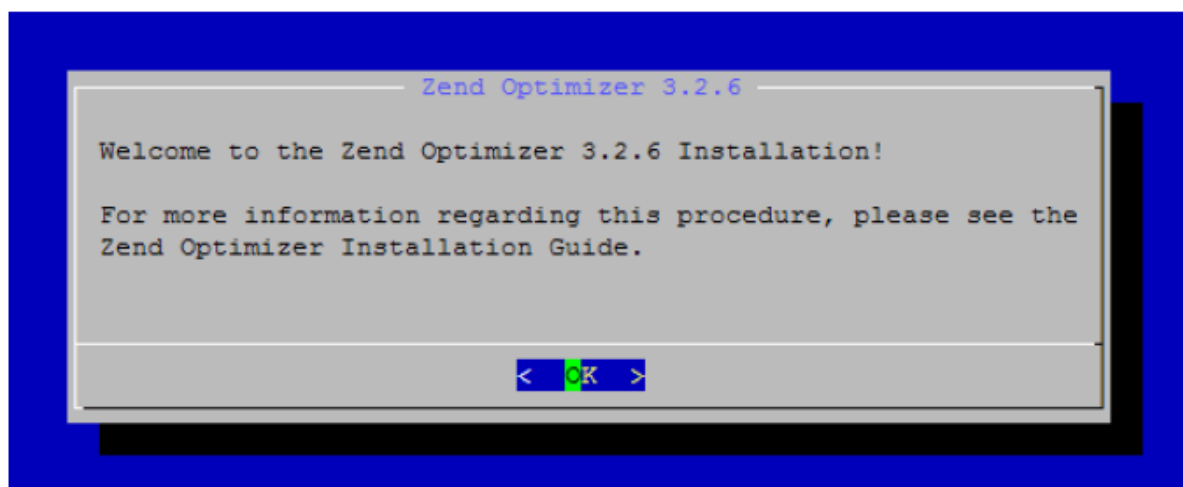 Zend Optimizer 3.2.6
Welcome to the Zend Optimizer 3.2.6 Installation!
For more information regarding this procedure, please see the
Zend Optimizer Installation Guide.
< OK >